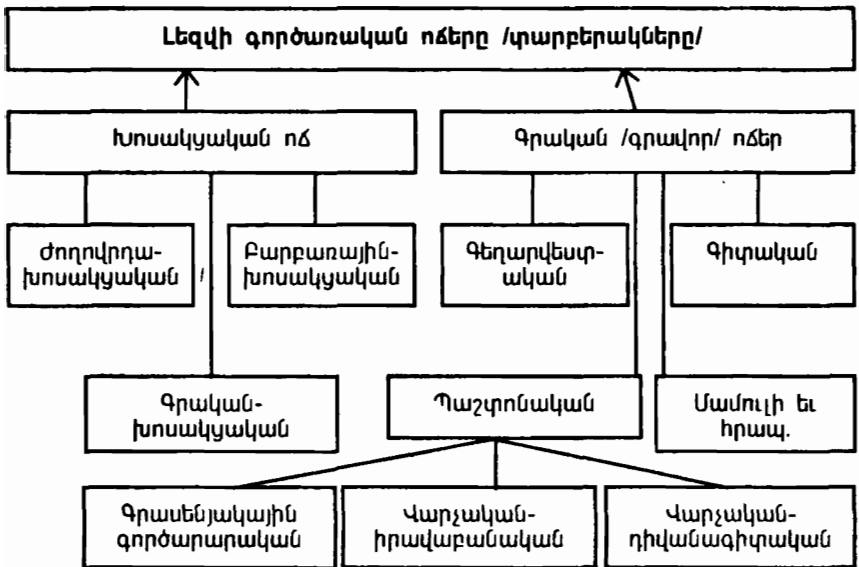 Լեզվի գործառական ոճերը /տարբերակները/
Խոսակցական ոճ
Գրական /գրավոր/ ոճեր
Ժողովրդա-
խոսակցական
Բարբառային-
խոսակցական
Գեղարվեստ-
ական
Գիտական
Գրական-
խոսակցական
Պաշտոնական
Մամուլի եւ
հրապ.
Գրասենյակային
գործարարական
Վարչական-
իրավաբանական
Վարչական-
դիվանագիտական